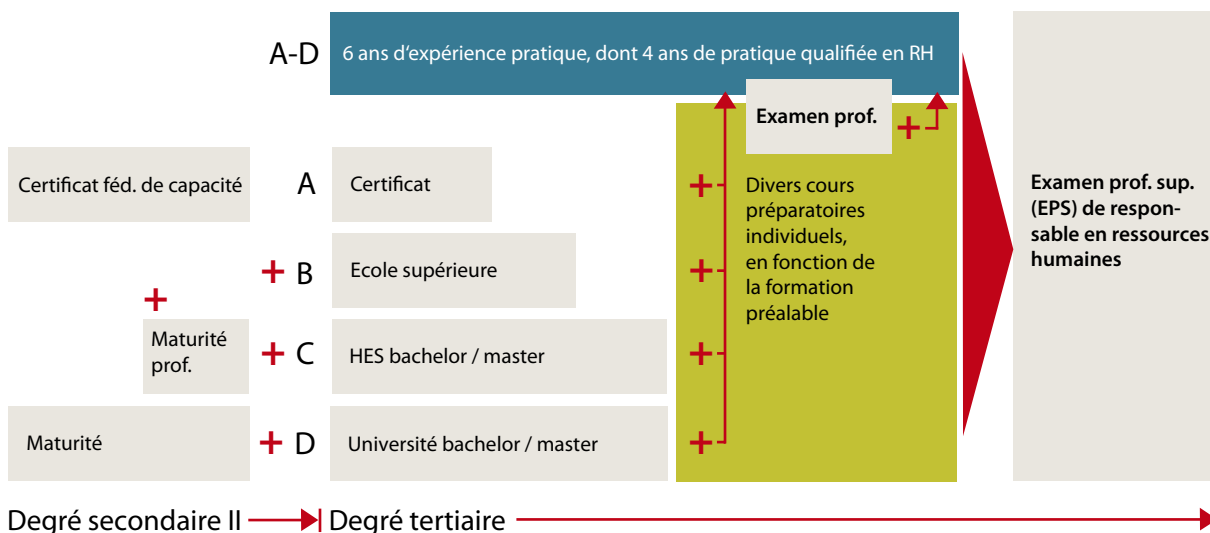 A-D
6 ans d’expérience pratique, dont 4 ans de pratique qualifiée en RH
Examen prof.
+
Certificat féd. de capacité
A
Certificat
+
Divers cours
préparatoires
individuels,
en fonction de
la formation
préalable
Examen prof. sup.
(EPS) de respon-
sable en ressources
humaines
+
B
Ecole supérieure
+
+
Maturité
prof.
+
C
HES bachelor / master
+
Maturité
+
D
Université bachelor / master
+
Degré secondaire II
Degré tertiaire